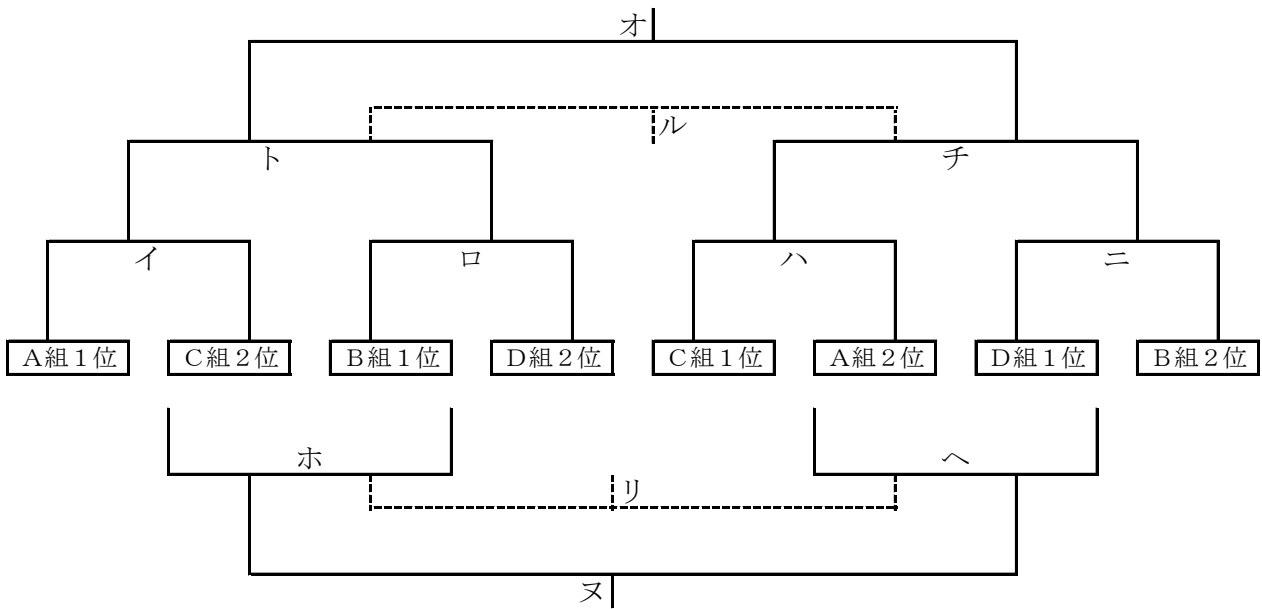 オ
ル
ト
チ
イ
ロ
ハ
ニ
A組1位
C組2位
B組1位
D組2位
C組1位
A組2位
D組1位
B組2位
ホ
ヘ
リ
ヌ